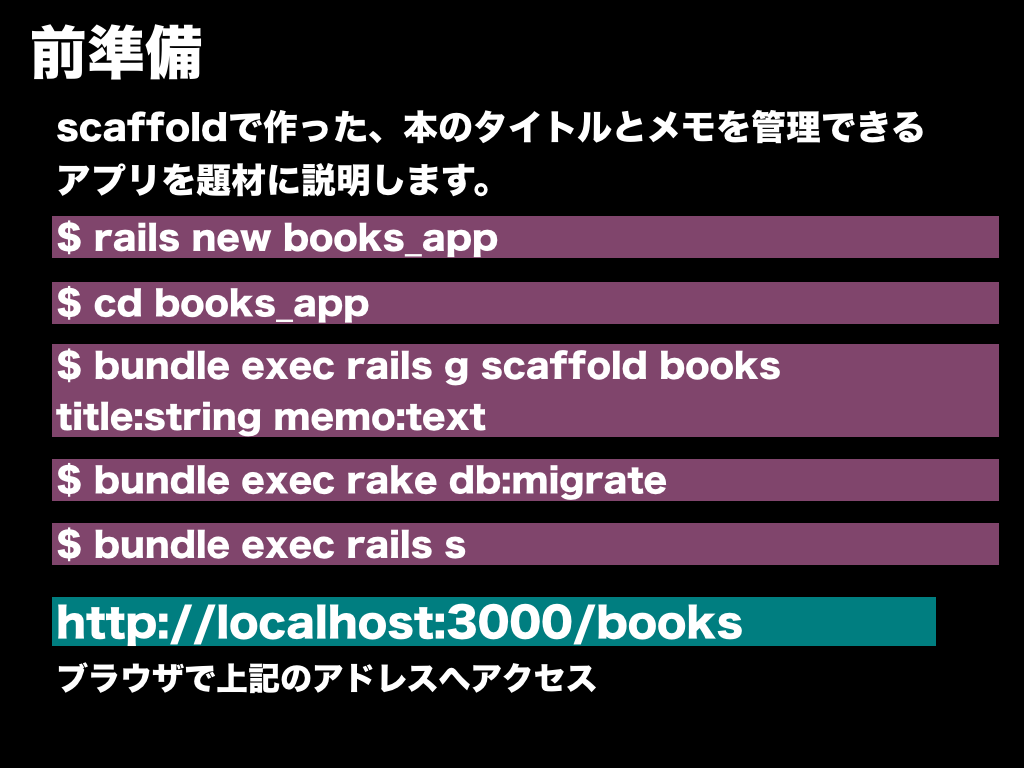 前準備
scaffoldで作った、本のタイトルとメモを管理できる
アプリを題材に説明します。
$ rails new books_app
$ cd books_app
$ bundle exec rails g scaffold books
title:string memo:text
$ bundle exec rake db:migrate
$ bundle exec rails s
http://localhost:3000/books
ブラウザで上記のアドレスへアクセス